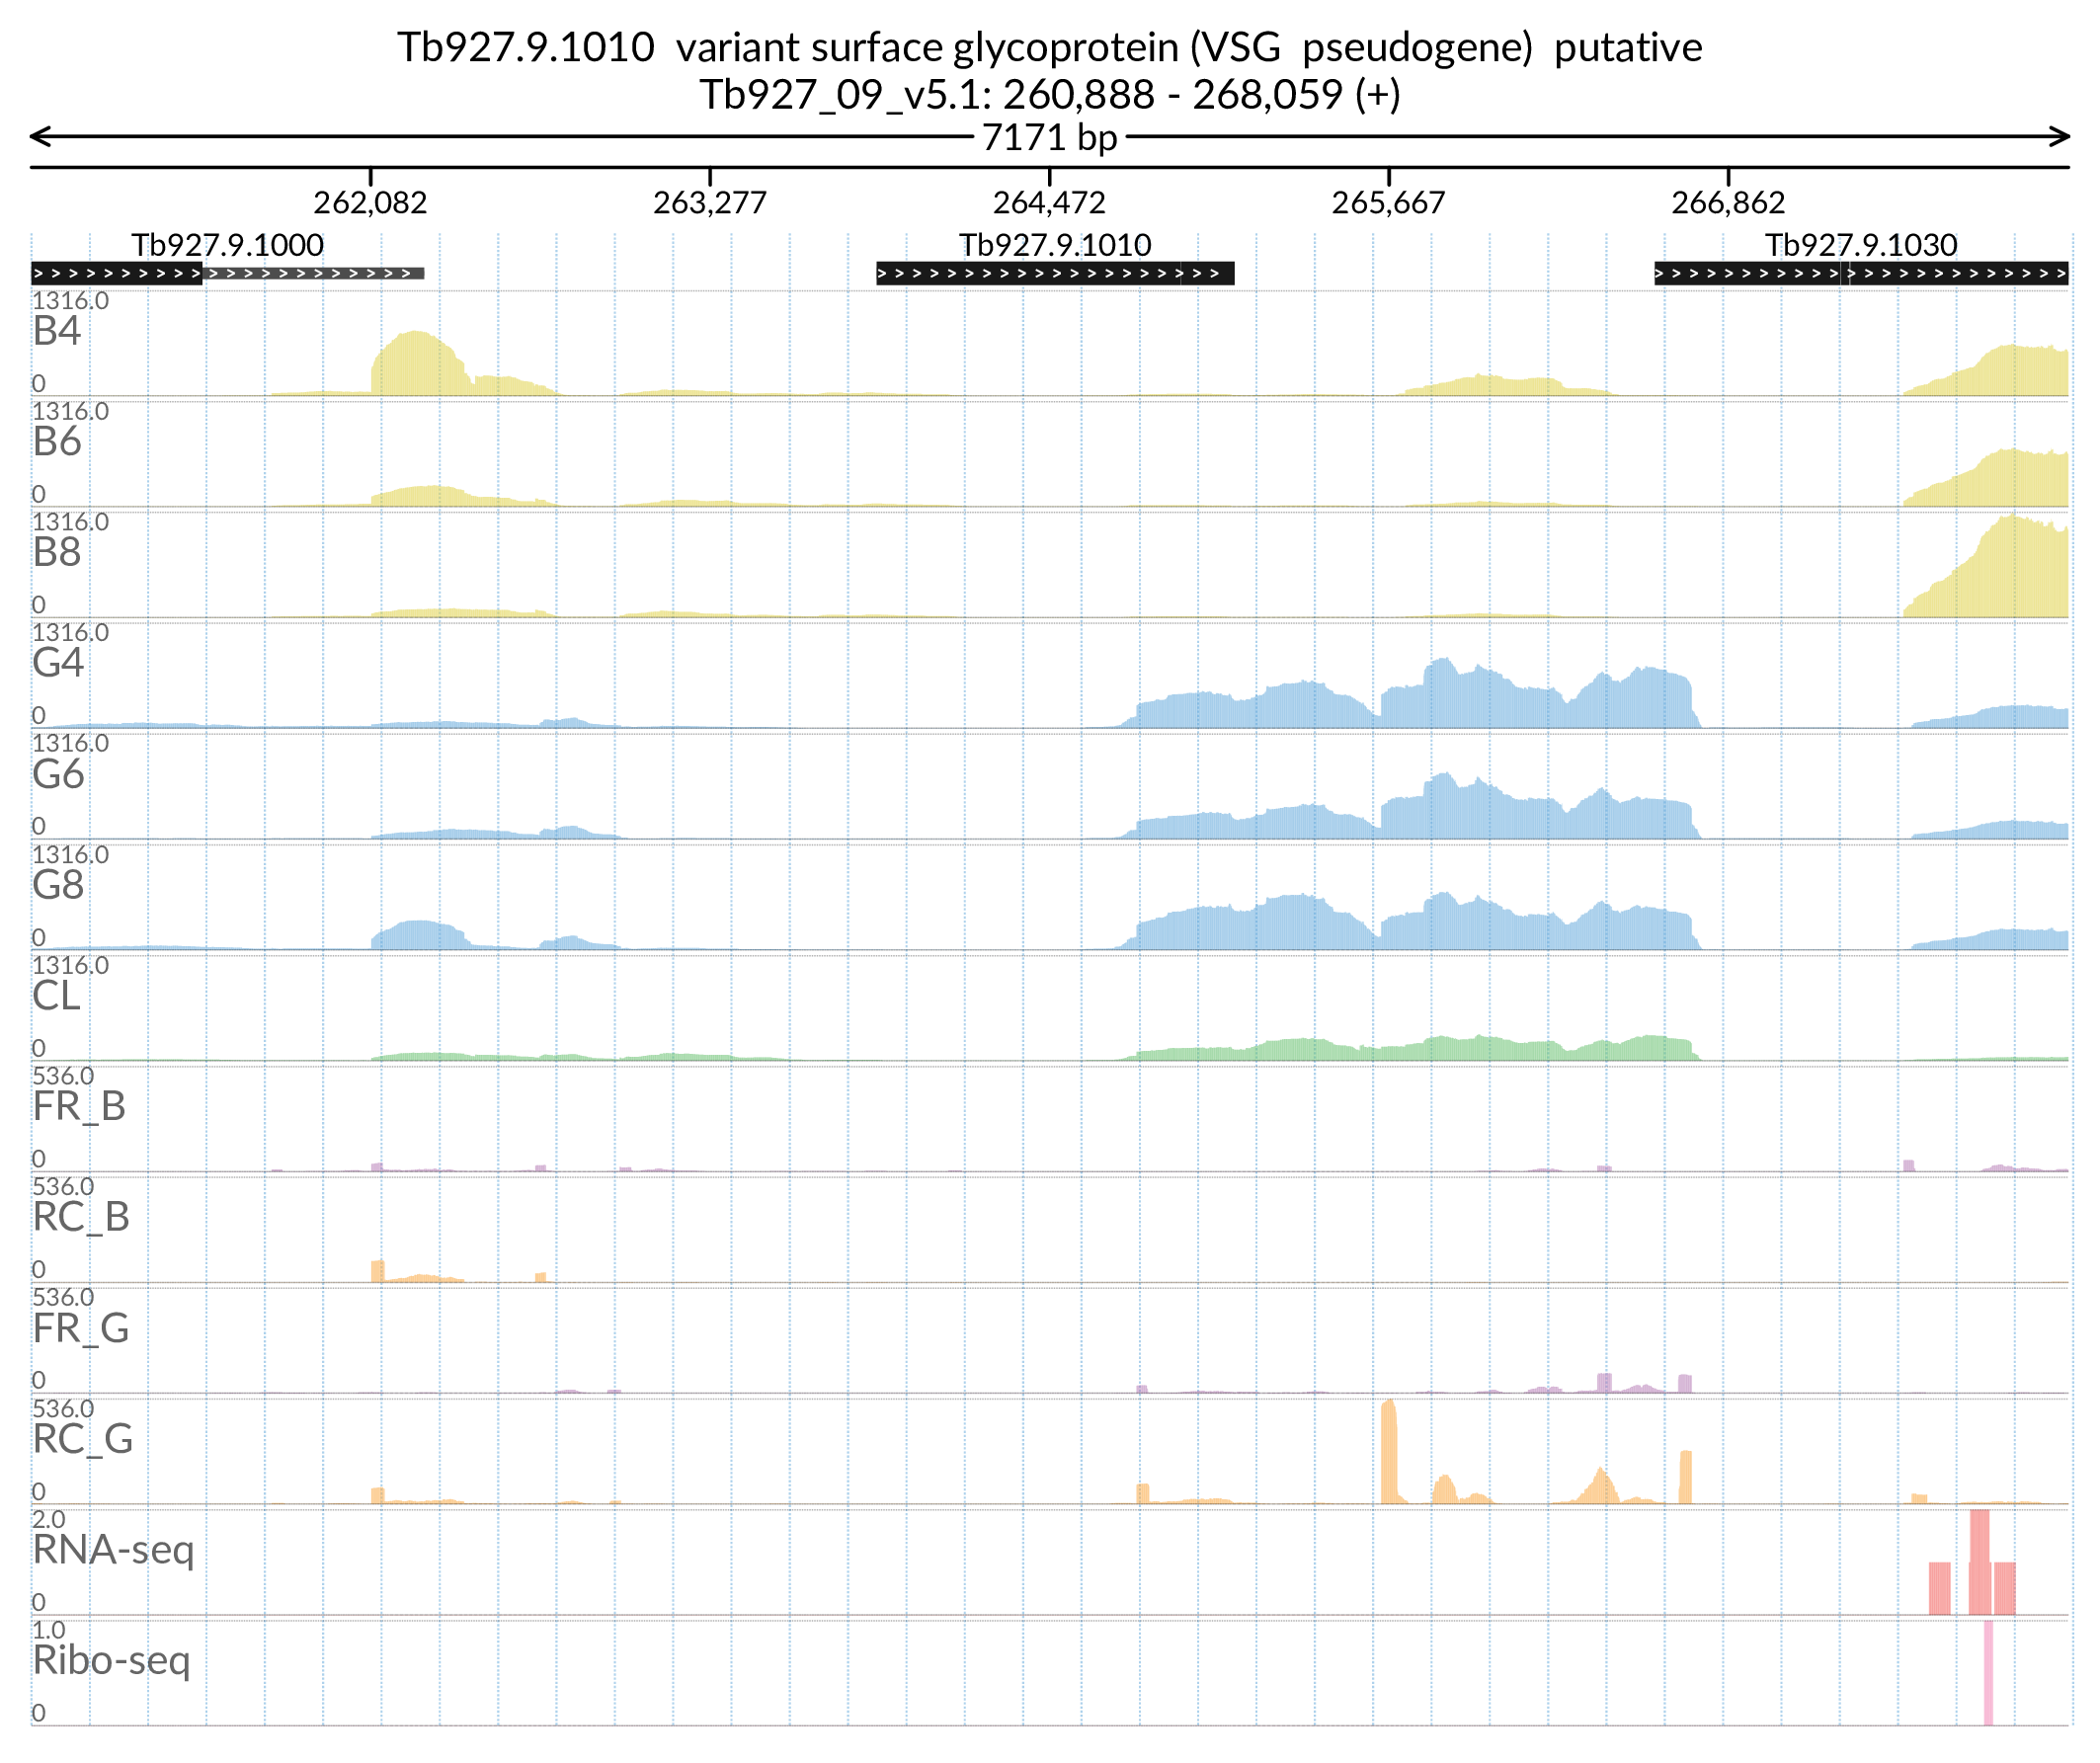 Tb927.9.1010  variant surface glycoprotein (VSG  pseudogene)  putative
Tb927_09_v5.1: 260,888 - 268,059 (+)
7171 bp
262,082 263,277 264,472 265,667 266,862
Tb927.9.1000 Tb927.9.1010 Tb927.9.1030
1316.0
B4
0
1316.0
B6
0
1316.0
B8
0
1316.0
G4
0
1316.0
G6
0
1316.0
G8
0
1316.0
CL
0
536.0
FR_B
0
536.0
RC_B
0
536.0
FR_G
0
536.0
RC_G
0
2.0
RNA-seq
0
1.0
Ribo-seq
0